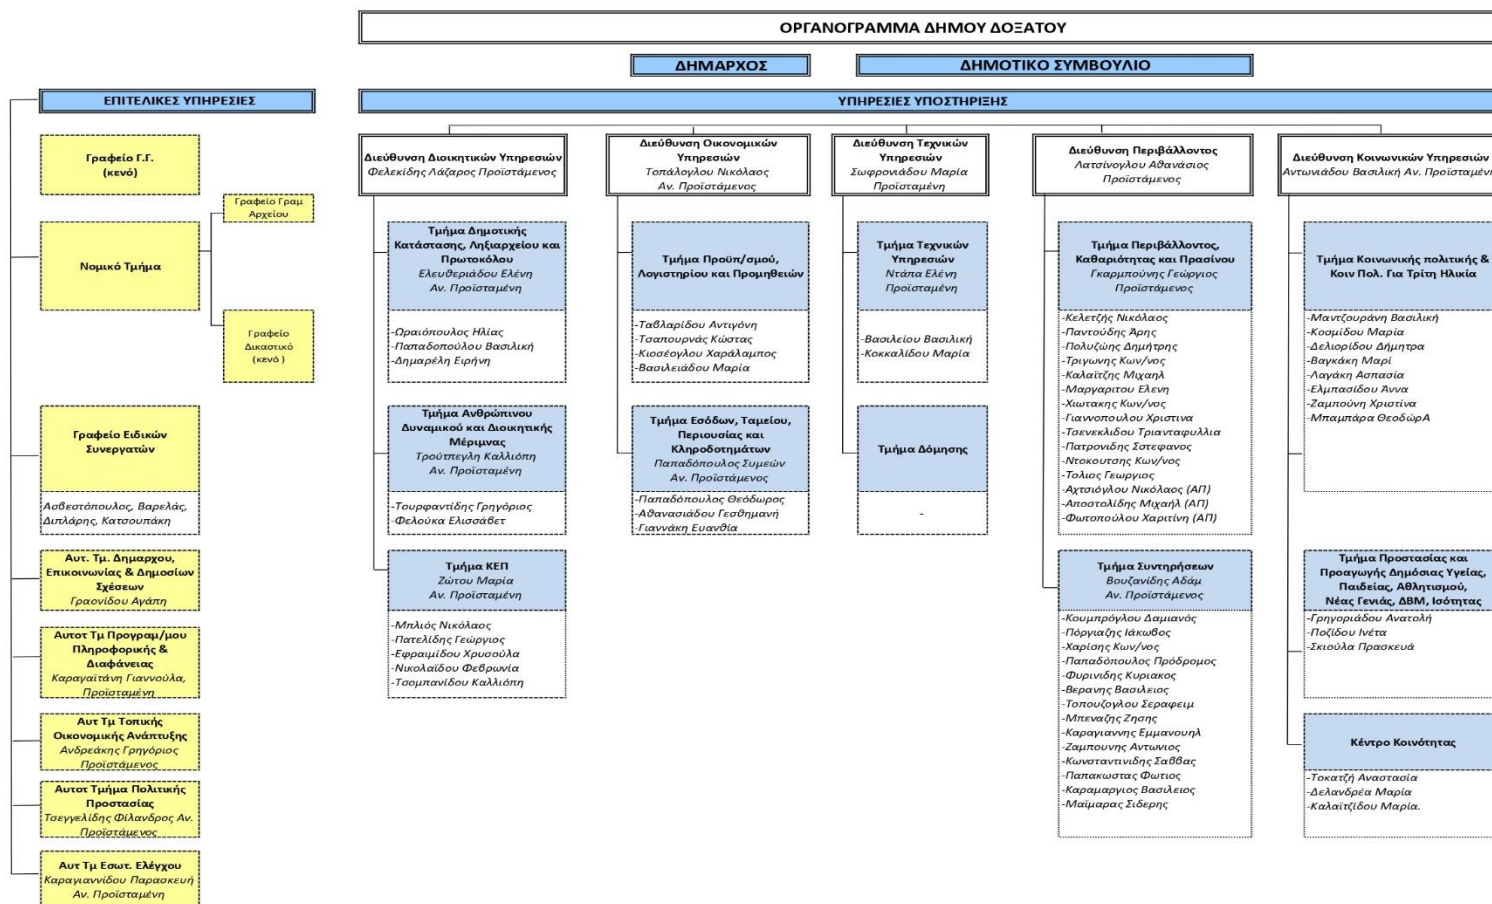 ΟΡΓΑΝΟΓΡΑΜΜΑ ΔΗΜΟΥ ΔΟΞΑΤΟΥ
ΔΗΜΑΡΧΟΣ
ΔΗΜΟΤΙΚΟ ΣΥΜΒΟΥΛΙΟ
ΕΠΙΤΕΛΙΚΕΣ ΥΠΗΡΕΣΙΕΣ
ΥΠΗΡΕΣΙΕΣ ΥΠΟΣΤΗΡΙΞΗΣ
Γραφείο Γ.Γ.
(κενό)
Γραφείο Γραμ
Αρχείου
Νομικό Τμήμα
Γραφείο
Δικαστικό
(κενό )
Γραφείο Ειδικών
Συνεργατών
Ασβεστόπουλος, Βαρελάς,
Διπλάρης, Κατσουπάκη
Αυτ. Τμ. Δημαρχου,
Επικοινωνίας & Δημοσίων
Σχέσεων
Γραονίδου Αγάπη
Αυτοτ Τμ Προγραμ/μου
Πληροφορικής &
Διαφάνειας
Καραγαϊτάνη Γιαννούλα,
Προϊσταμένη
Αυτ Τμ Τοπικής
Οικονομικής Ανάπτυξης
Ανδρεάκης Γρηγόριος
Προϊστάμενος
Αυτοτ Τμήμα Πολιτικής
Προστασίας
Τσεγγελίδης Φίλανδρος Αν.
Προϊστάμενος
Αυτ Τμ Εσωτ. Ελέγχου
Καραγιαννίδου Παρασκευή
Αν. Προϊσταμένη
Διεύθυνση Διοικητικών Υπηρεσιών
Φελεκίδης Λάζαρος Προϊστάμενος
Τμήμα Δημοτικής
Κατάστασης, Ληξιαρχείου και
Πρωτοκόλου
Ελευθεριάδου Ελένη
Αν. Προϊσταμένη
-Ωραιόπουλος Ηλίας
-Παπαδοπούλου Βασιλική
-Δημαρέλη Ειρήνη
Τμήμα Ανθρώπινου
Δυναμικού και Διοικητικής
Μέριμνας
Τρούτπεγλη Καλλιόπη
Αν. Προϊσταμένη
-Τουρφαντίδης Γρηγόριος
-Φελούκα Ελισσάβετ
Τμήμα ΚΕΠ
Ζώτου Μαρία
Αν. Προϊσταμένη
-Μπλιός Νικόλαος
-Πατελίδης Γεώργιος
-Εφραιμίδου Χρυσούλα
-Νικολαϊδου Φεβρωνία
-Τσομπανίδου Καλλιόπη
Διεύθυνση Οικονομικών
Υπηρεσιών
Τοπάλογλου Νικόλαος
Αν. Προϊστάμενος
Τμήμα Προϋπ/σμού,
Λογιστηρίου και Προμηθειών
-Ταβλαρίδου Αντιγόνη
-Τσαπουρνάς Κώστας
-Κιοσέογλου Χαράλαμπος
-Βασιλειάδου Μαρία
Τμήμα Εσόδων, Ταμείου,
Περιουσίας και
Κληροδοτημάτων
Παπαδόπουλος Συμεών
Αν. Προϊστάμενος
-Παπαδόπουλος Θεόδωρος
-Αθανασιάδου Γεσθημανή
-Γιαννάκη Ευανθία
Διεύθυνση Τεχνικών
Υπηρεσιών
Σωφρονιάδου Μαρία
Προϊσταμένη
Τμήμα Τεχνικών
Υπηρεσιών
Ντάπα Ελένη
Προϊσταμένη
-Βασιλείου Βασιλική
-Κοκκαλίδου Μαρία
Τμήμα Δόμησης
-
Διεύθυνση Περιβάλλοντος
Λατσίνογλου Αθανάσιος
Προϊστάμενος
Τμήμα Περιβάλλοντος,
Καθαριότητας και Πρασίνου
Γκαρμπούνης Γεώργιος
Προϊστάμενος
-Κελετζής Νικόλαος
-Παντούδης Άρης
-Πολυζώης Δημήτρης
-Τριγωνης Κων/νος
-Καλαϊτζης Μιχαηλ
-Μαργαριτου Ελενη
-Χιωτακης Κων/νος
-Γιαννοπουλου Χριστινα
-Τσενεκλιδου Τριανταφυλλια
-Πατρονιδης Σστεφανος
-Ντοκουτσης Κων/νος
-Τολιος Γεωργιος
-Αχτσιόγλου Νικόλαος (ΑΠ)
-Αποστολίδης Μιχαήλ (ΑΠ)
-Φωτοπούλου Χαριτίνη (ΑΠ)
Τμήμα Συντηρήσεων
Βουζανίδης Αδάμ
Αν. Προϊστάμενος
-Κουμπρόγλου Δαμιανός
-Πόργιαζης Ιάκωβος
-Χαρίσης Κων/νος
-Παπαδόπουλος Πρόδρομος
-Φυρινιδης Κυριακος
-Βερανης Βασιλειος
-Τοπουζογλου Σεραφειμ
-Μπεναζης Ζησης
-Καραγιαννης Εμμανουηλ
-Ζαμπουνης Αντωνιος
-Κωνσταντινιδης Σαββας
-Παπακωστας Φωτιος
-Καραμαργιος Βασιλειος
-Μαϊμαρας Σιδερης
Διεύθυνση Κοινωνικών Υπηρεσιών
Αντωνιάδου Βασιλική Αν. Προϊσταμένη
Τμήμα Κοινωνικής πολιτικής &
Κοιν Πολ. Για Τρίτη Ηλικία
-Μαντζουράνη Βασιλική
-Κοσμίδου Μαρία
-Δελιορίδου Δήμητρα
-Βαγκάκη Μαρί
-Λαγάκη Ασπασία
-Ελμπασίδου Άννα
-Ζαμπούνη Χριστίνα
-Μπαμπάρα ΘεοδώρΑ
Τμήμα Προστασίας και
Προαγωγής Δημόσιας Υγείας,
Παιδείας, Αθλητισμού,
Νέας Γενιάς, ΔΒΜ, Ισότητας
-Γρηγοριάδου Ανατολή
-Ποζίδου Ινέτα
-Σκιούλα Πρασκευά
Κέντρο Κοινότητας
-Τοκατζή Αναστασία
-Δελανδρέα Μαρία
-Καλαϊτζίδου Μαρία.